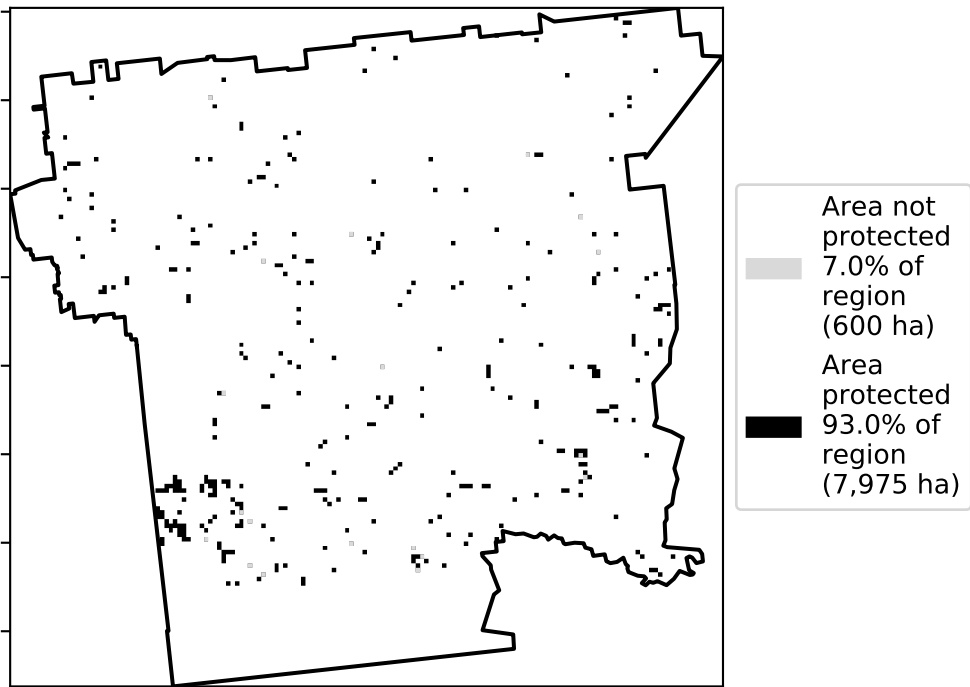 Area not
protected
7.0% of
region
(600 ha)
Area
protected
93.0% of
region
(7,975 ha)